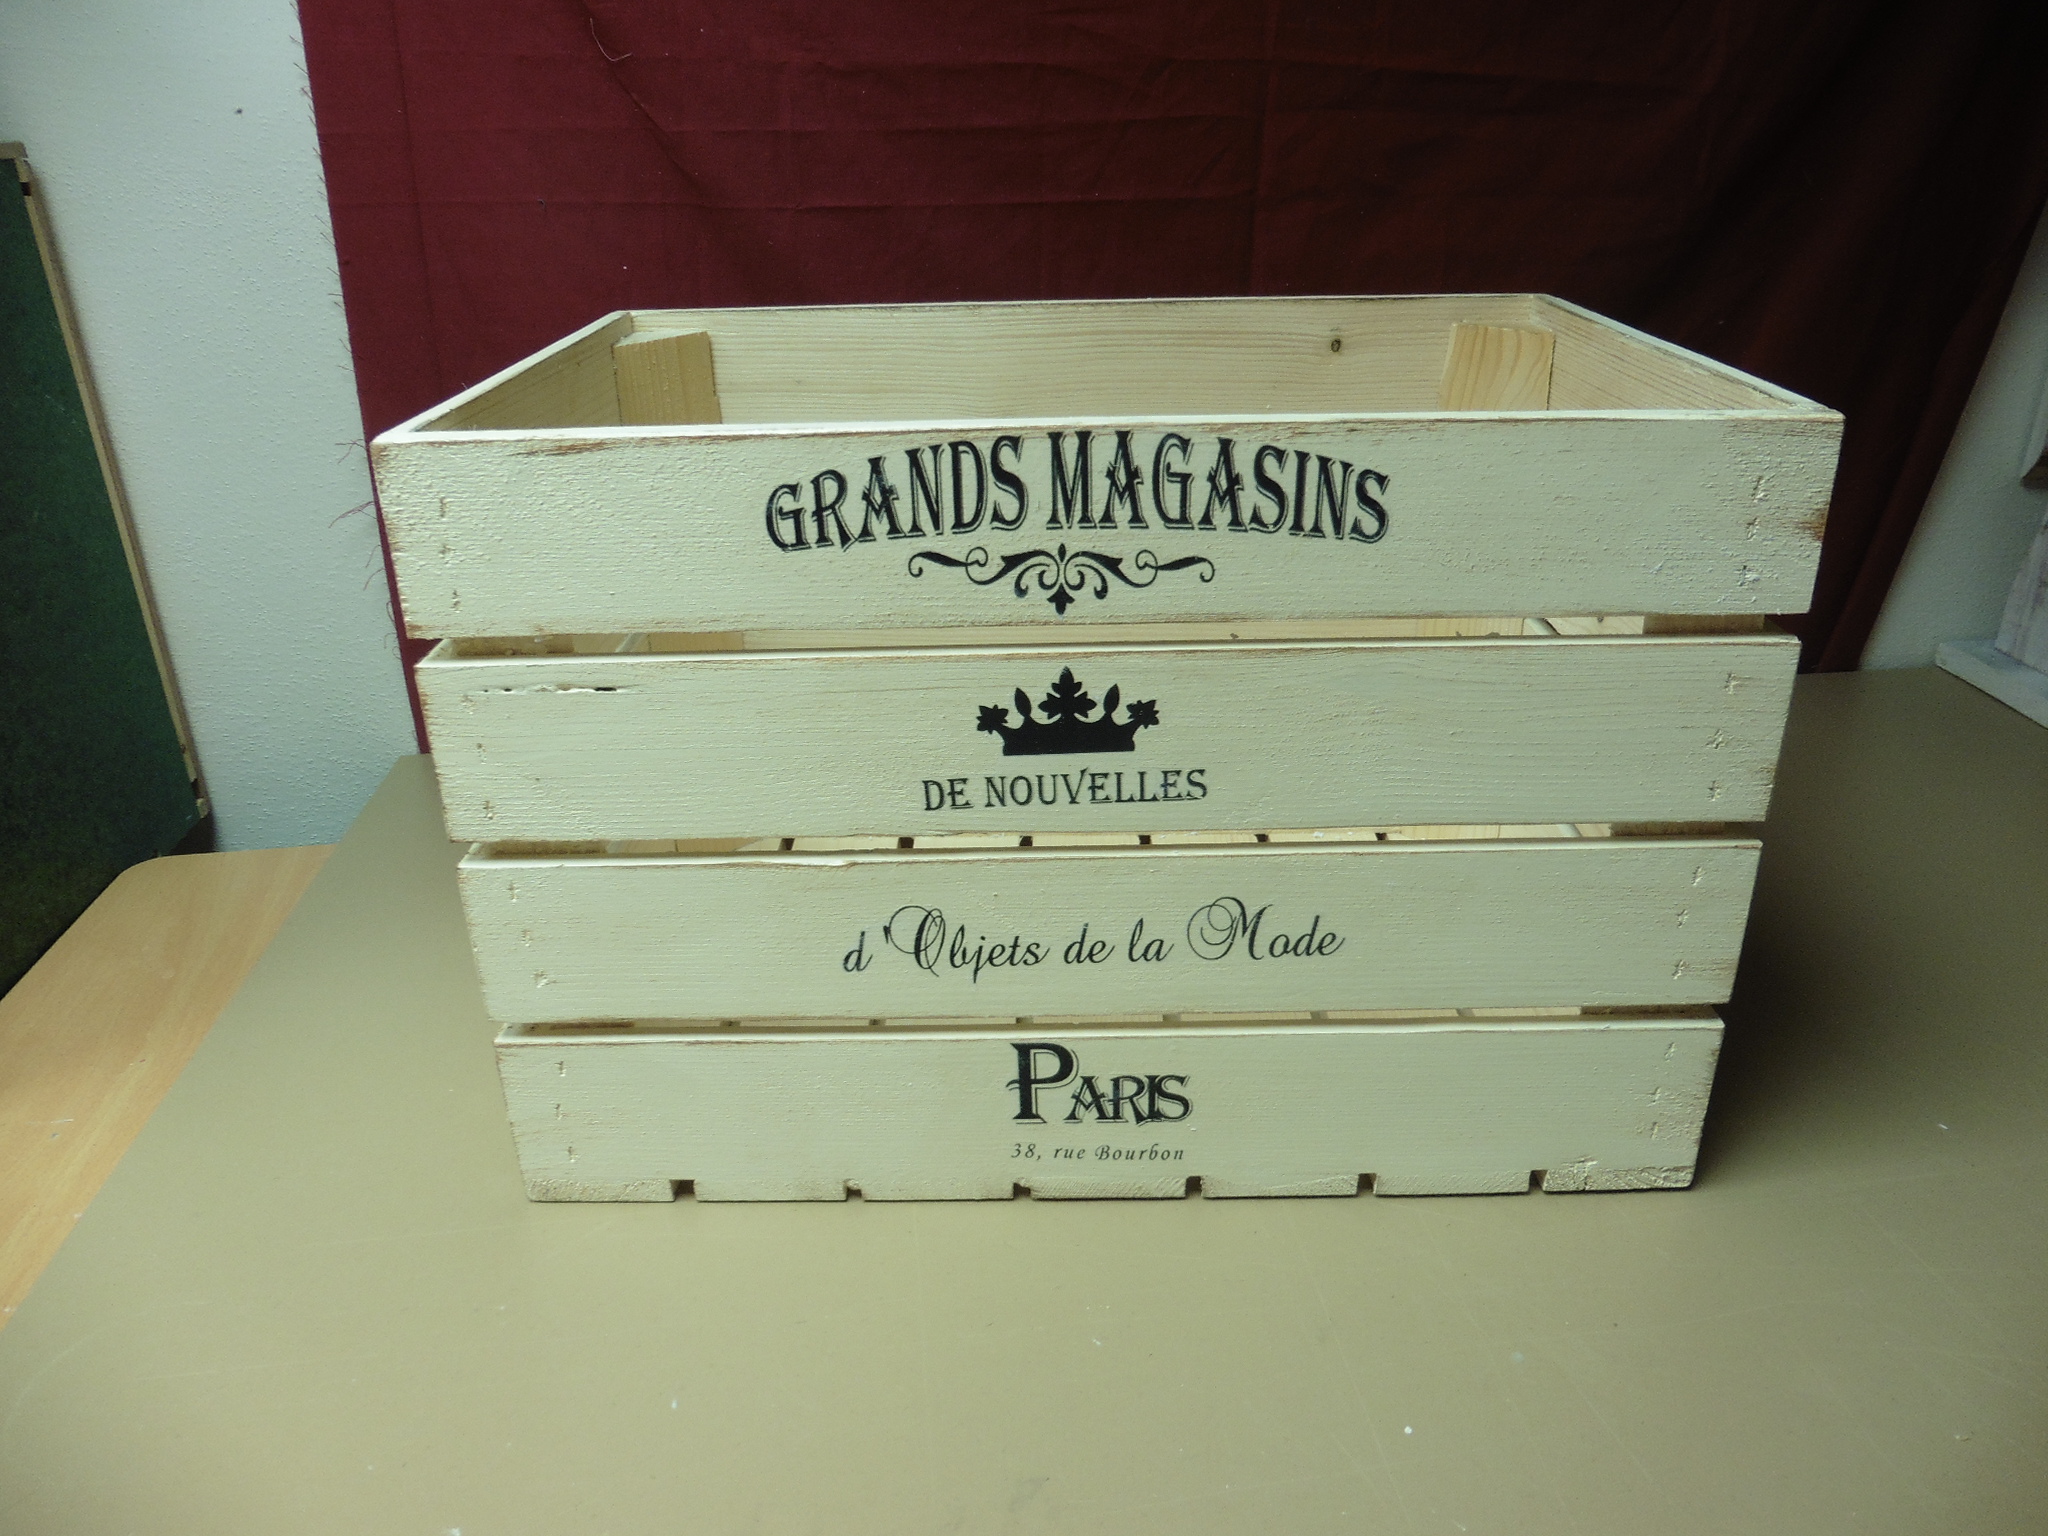 GRANDS MAGASINS
DE NOUVELLES
d'Objets de la Mode
PARIS
38, rue Bourbon